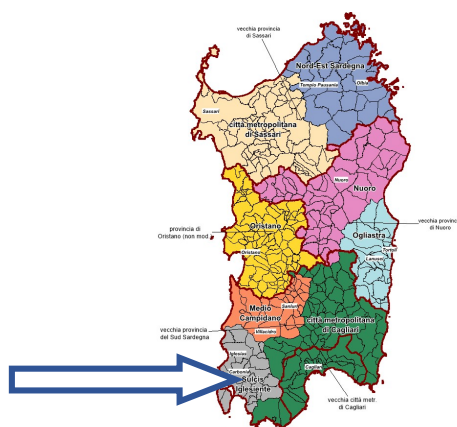 vecchia provincia
di Sassari
Nord-Est Sardegna
Tempio Pausania
Olbia
Sassari
città metropolitana
di Sassari
Nuoro
Nuoro
vecchia provinc
di Nuoro
Ogliastra
Tortolì
Lanusei
Oristano
provincia di
Oristano (non mod
Oristano
Medio
Campidano
Sanluri
Villacidro
città metropolitana
di Cagliari
vecchia provincia
del Sud Sardegna
Iglesias
Carbonia
Sulcis
Iglesiente
Cagliari
vecchia città metr.
di Cagliari